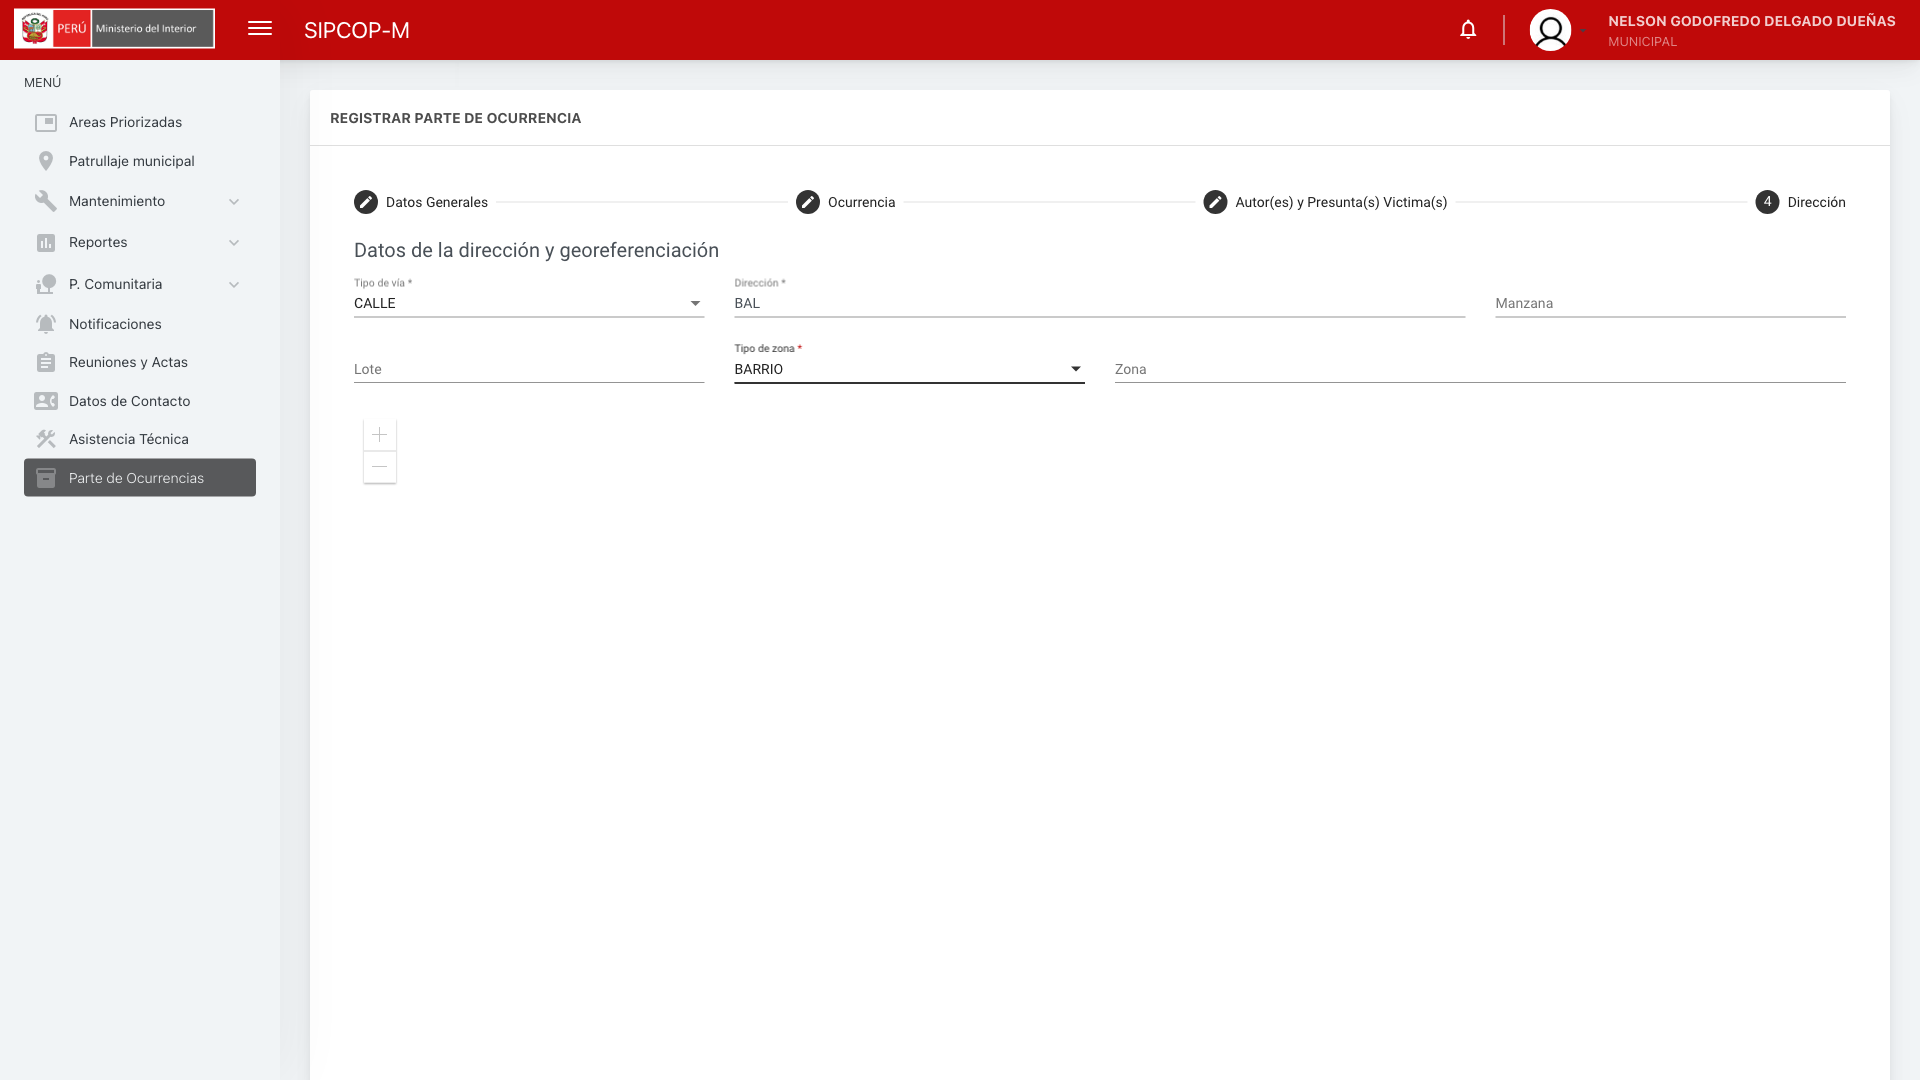 PERÚ Ministerio del Interior
SIPCOP-M
NELSON GODOFREDO DELGADO DUEÑAS
MUNICIPAL
MENÚ
Areas Priorizadas
Patrullaje municipal
Mantenimiento
Reportes
P. Comunitaria
Notificaciones
Reuniones y Actas
Datos de Contacto
Asistencia Técnica
Parte de Ocurrencias
REGISTRAR PARTE DE OCURRENCIA
Datos Generales
Ocurrencia
Autor(es) y Presunta(s) Victima(s)
4 Dirección
Datos de la dirección y georeferenciación
Tipo de vía *
CALLE
Dirección *
BAL
Manzana
Lote
Tipo de zona *
BARRIO
Zona